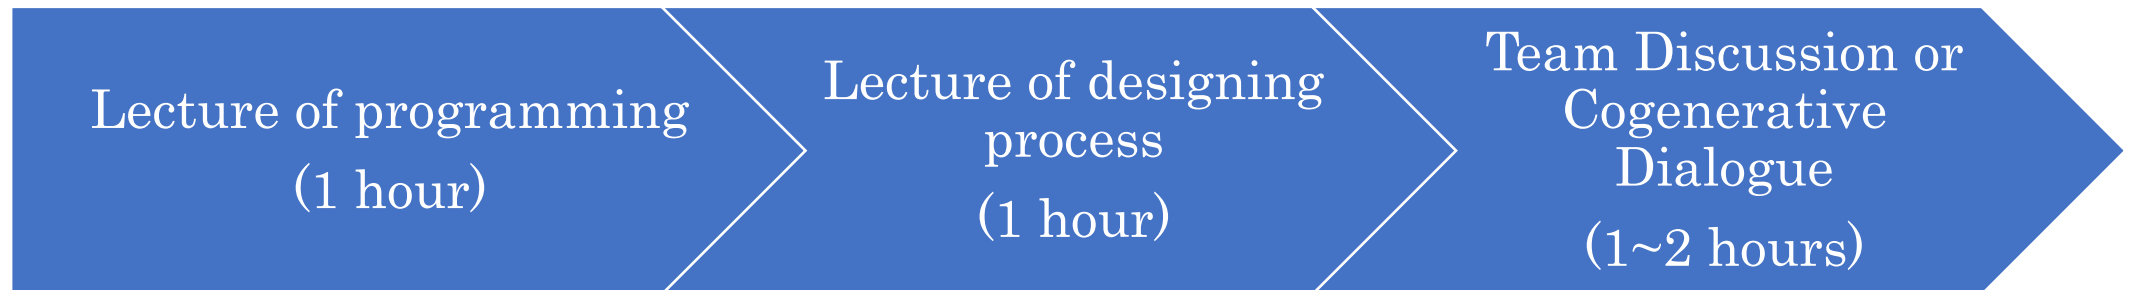 Lecture of programming
(1 hour)
Lecture of designing
process
(1 hour)
Team Discussion or
Cogenerative
Dialogue
(1~2 hours)